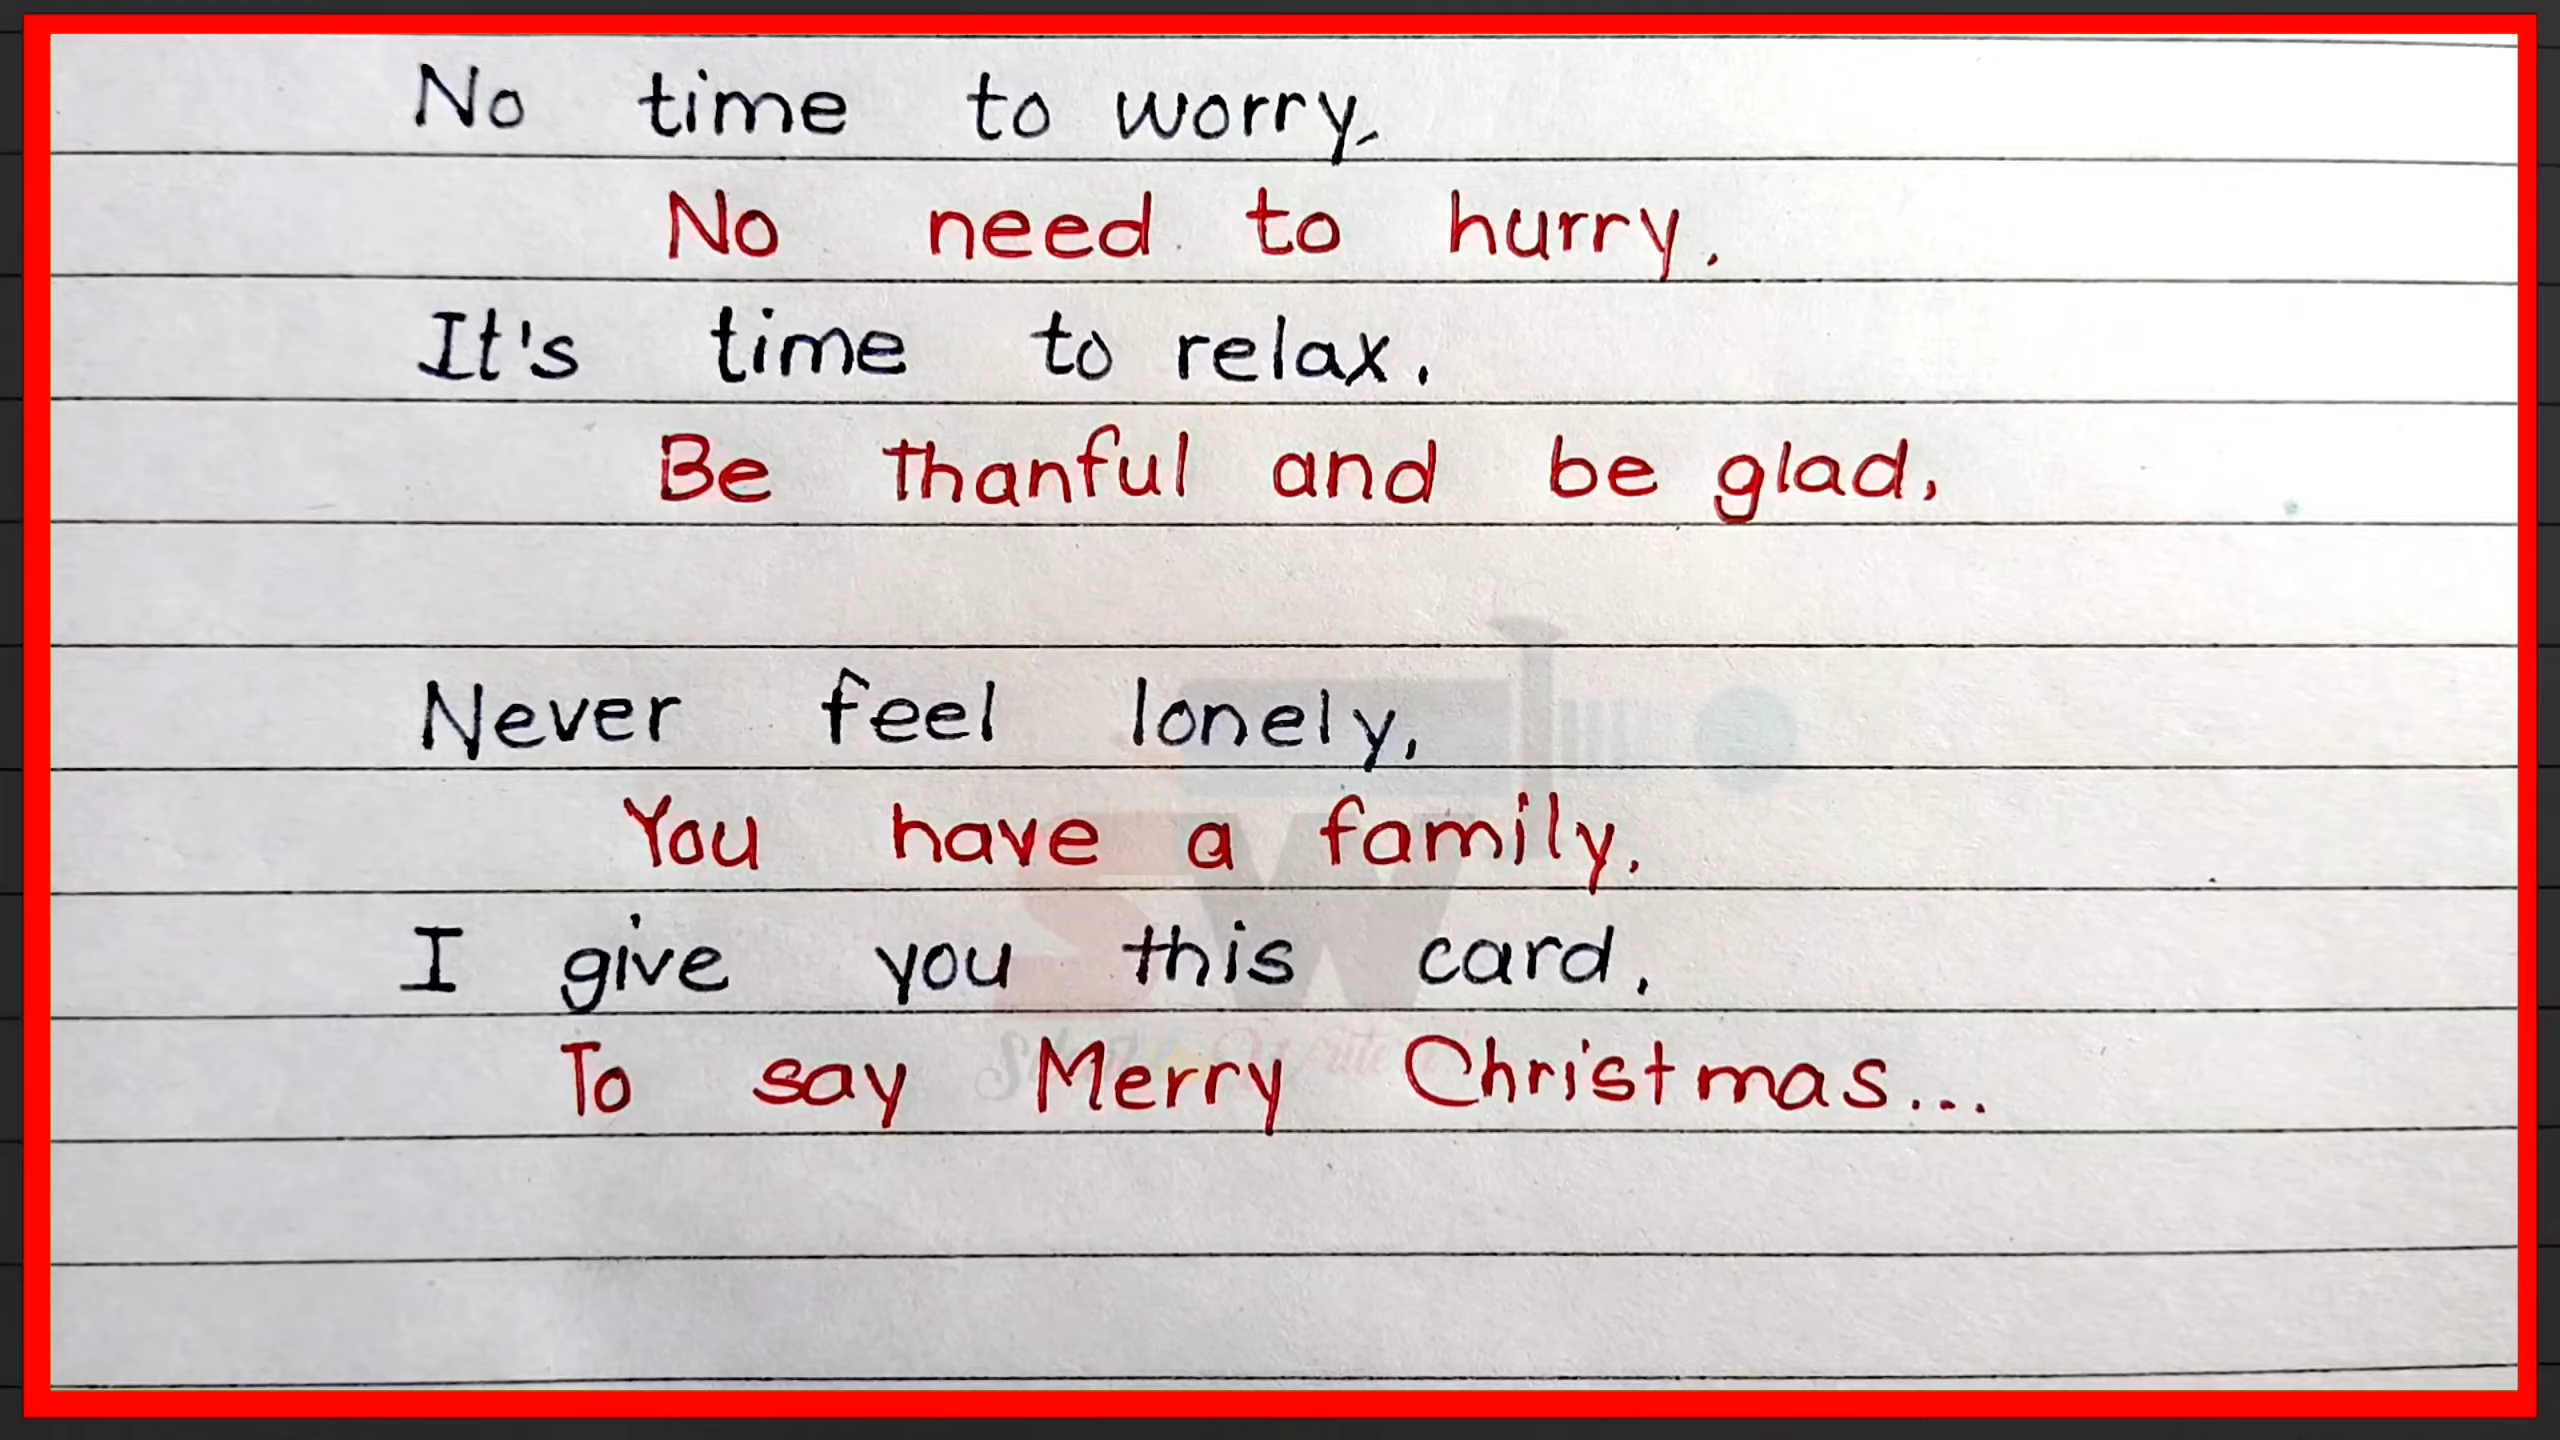 No time to worry,
No need to hurry.
It's time to relax.
Be thanful and be glad,
Never feel lonely,
You have a family.
I give you this card,
To say Merry Christmas...
SW